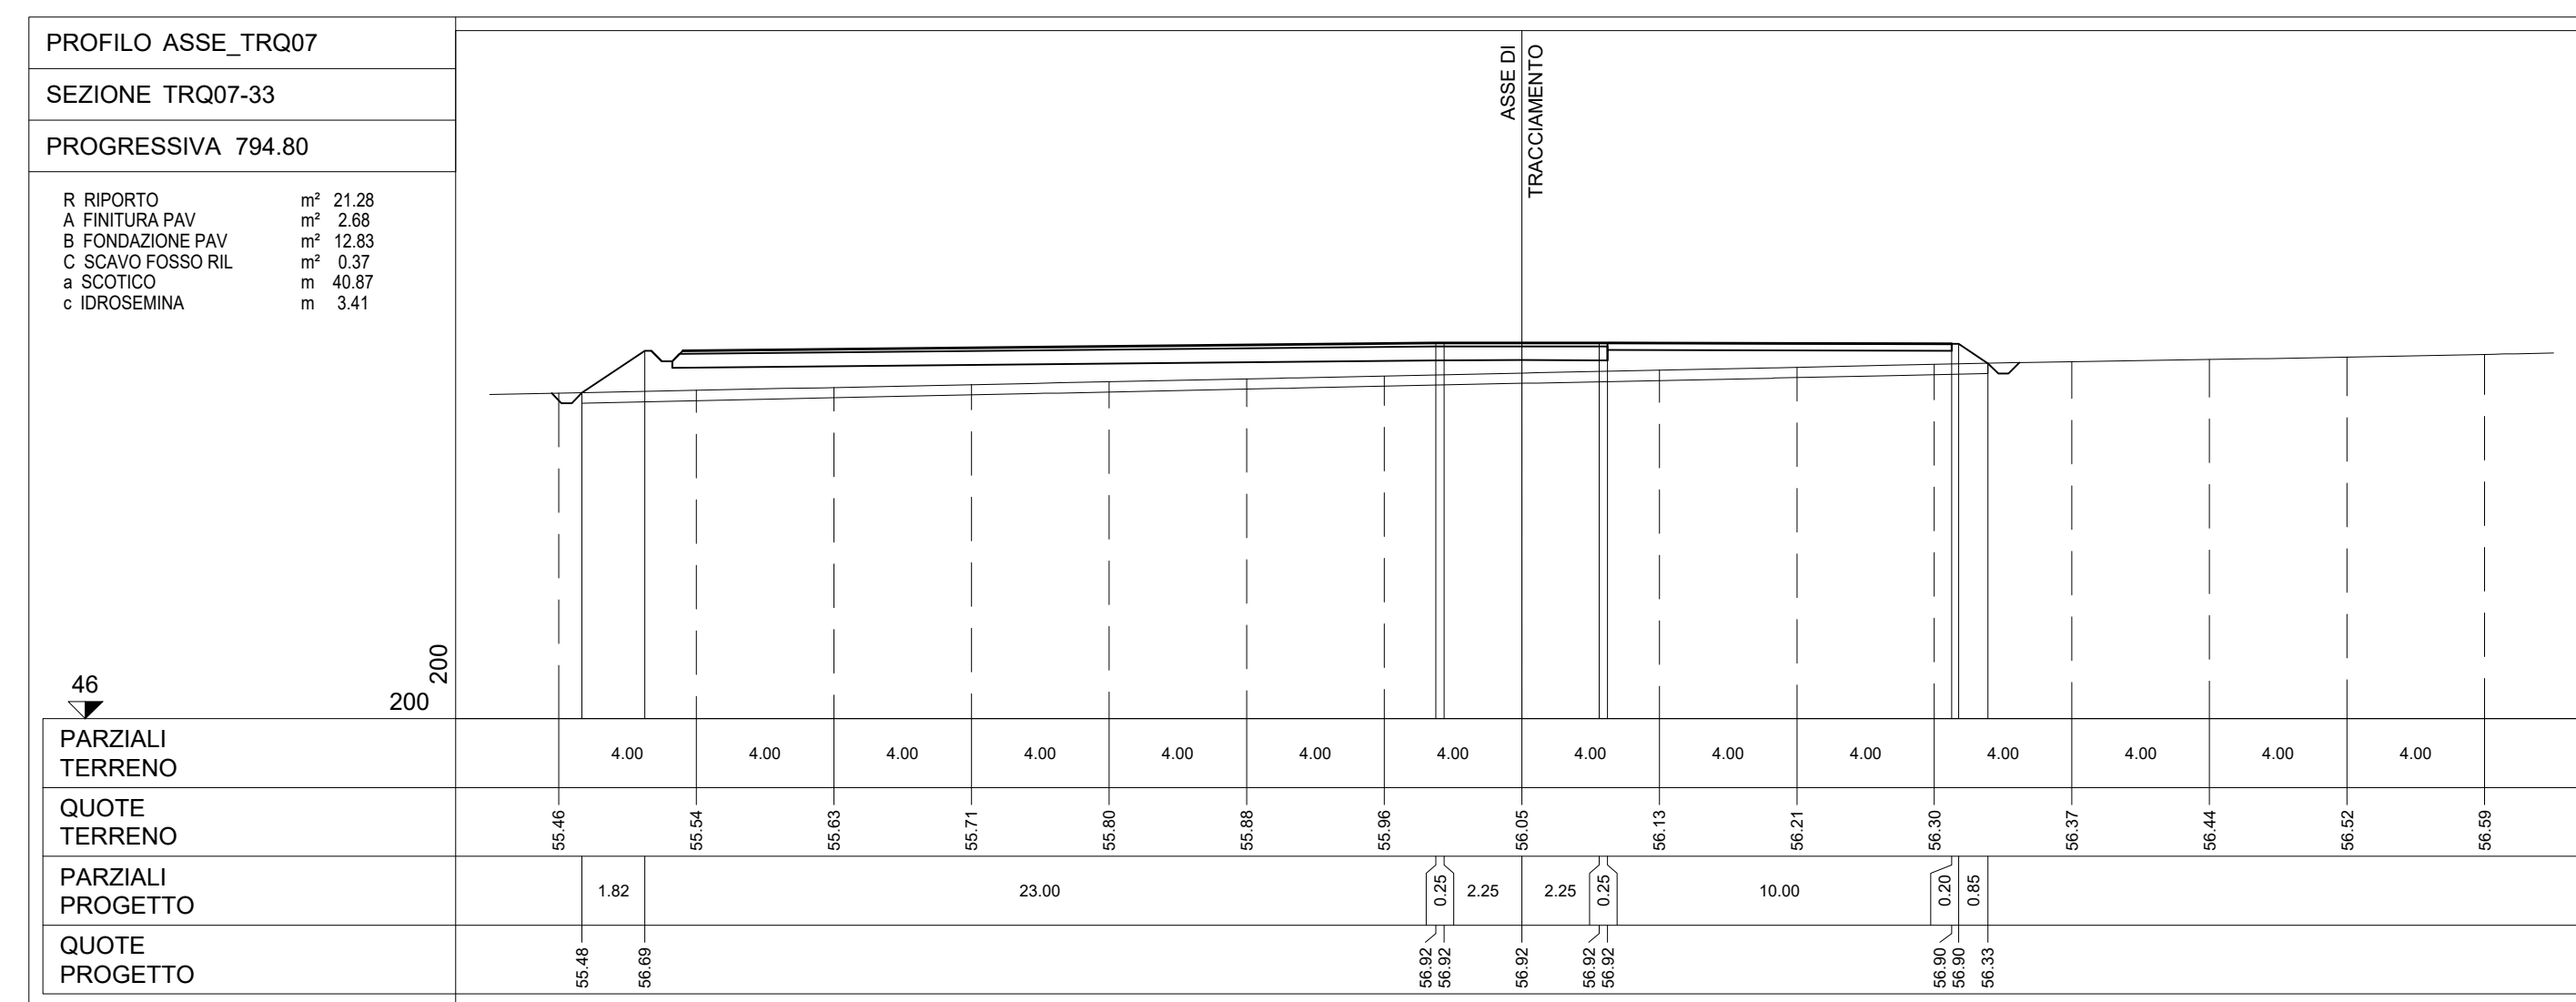 PROFILO ASSE_TRQ07
SEZIONE TRQ07-33
PROGRESSIVA 794.80
R RIPORTO m² 21.28
A FINITURA PAV m² 2.68
B FONDAZIONE PAV m² 12.83
C SCAVO FOSSO RIL m² 0.37
a SCOTICO m 40.87
c IDROSEMINA m 3.41
ASSE DI
TRACCIAMENTO
46
200
200
PARZIALI
TERRENO
4.00 4.00 4.00 4.00 4.00 4.00 4.00 4.00 4.00 4.00 4.00 4.00 4.00 4.00
QUOTE
TERRENO
55.46 55.54 55.63 55.71 55.80 55.88 55.96 56.05 56.13 56.21 56.30 56.37 56.44 56.52 56.59
PARZIALI
PROGETTO
1.82 23.00 0.25 2.25 2.25 0.25 10.00 0.20 0.85
QUOTE
PROGETTO
55.48 56.69 56.92 56.92 56.92 56.92 56.92 56.90 56.90 56.33